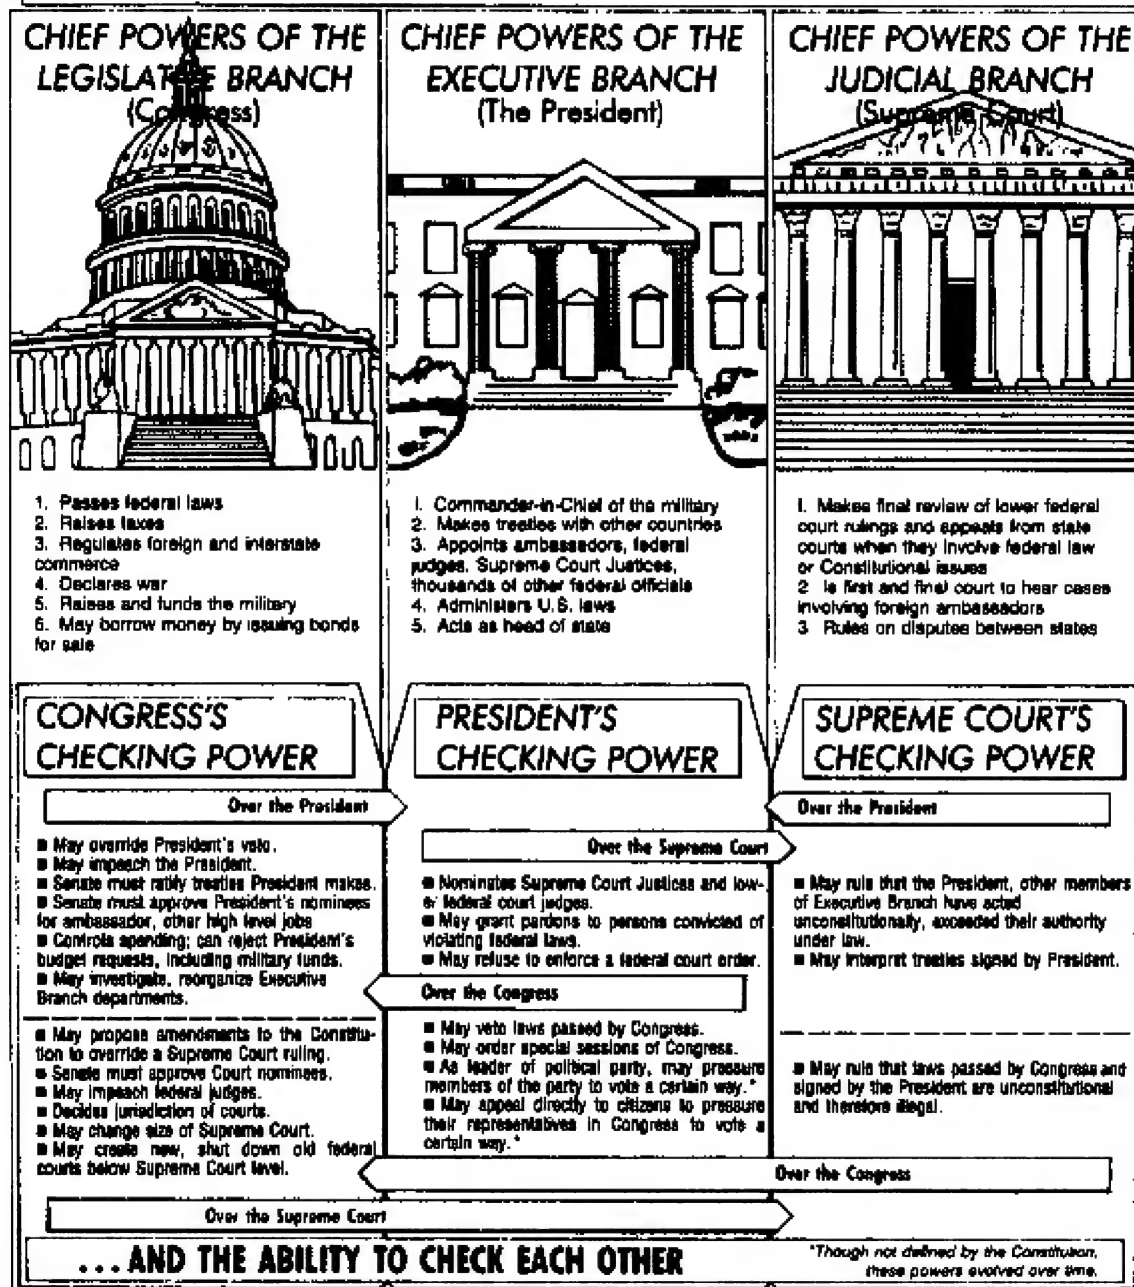 CHIEF POWERS OF THE
LEGISLATIVE BRANCH
(Congress)
1. Passes federal laws
2. Raises taxes
3. Regulates foreign and interstate
commerce
4. Declares war
5. Raises and funds the military
6. May borrow money by issuing bonds
for sale
CHIEF POWERS OF THE
EXECUTIVE BRANCH
(The President)
1. Commander-in-Chief of the military
2. Makes treaties with other countries
3. Appoints ambassadors, federal
judges, Supreme Court Justices,
thousands of other federal officials
4. Administers U.S. laws
5. Acts as head of state
CHIEF POWERS OF THE
JUDICIAL BRANCH
(Supreme Court)
1. Makes final review of lower federal
court rulings and appeals from state
courts when they involve federal law
or Constitutional issues
2 Is first and final court to hear cases
involving foreign ambassadors
3 Rules on disputes between states
CONGRESS'S
CHECKING POWER
Over the President
■ May override President's veto.
■ May impeach the President.
■ Senate must ratify treaties President makes.
■ Senate must approve President's nominees
for ambassador, other high level jobs
■ Controls spending; can reject President's
budget requests, including military funds.
■ May investigate, reorganize Executive
Branch departments.
■ May propose amendments to the Constitu-
tion to override a Supreme Court ruling.
■ Senate must approve Court nominees.
■ May impeach federal judges.
■ Decides jurisdiction of courts.
■ May change size of Supreme Court.
■ May create new, shut down old federal
courts below Supreme Court level.
Over the Supreme Court
PRESIDENT'S
CHECKING POWER
Over the Supreme Court
■ Nominates Supreme Court Justices and low-
er federal court judges.
■ May grant pardons to persons convicted of
violating federal laws.
■ May refuse to enforce a federal court order.
Over the Congress
■ May veto laws passed by Congress.
■ May order special sessions of Congress.
■ As leader of political party, may pressure
members of the party to vote a certain way.*
■ May appeal directly to citizens to pressure
their representatives in Congress to vote a
certain way.*
SUPREME COURT'S
CHECKING POWER
Over the President
■ May rule that the President, other members
of Executive Branch have acted
unconstitutionally, exceeded their authority
under law.
■ May interpret treaties signed by President.
■ May rule that laws passed by Congress and
signed by the President are unconstitutional
and therefore illegal.
Over the Congress
...AND THE ABILITY TO CHECK EACH OTHER
*Though not defined by the Constitution,
these powers evolved over time.